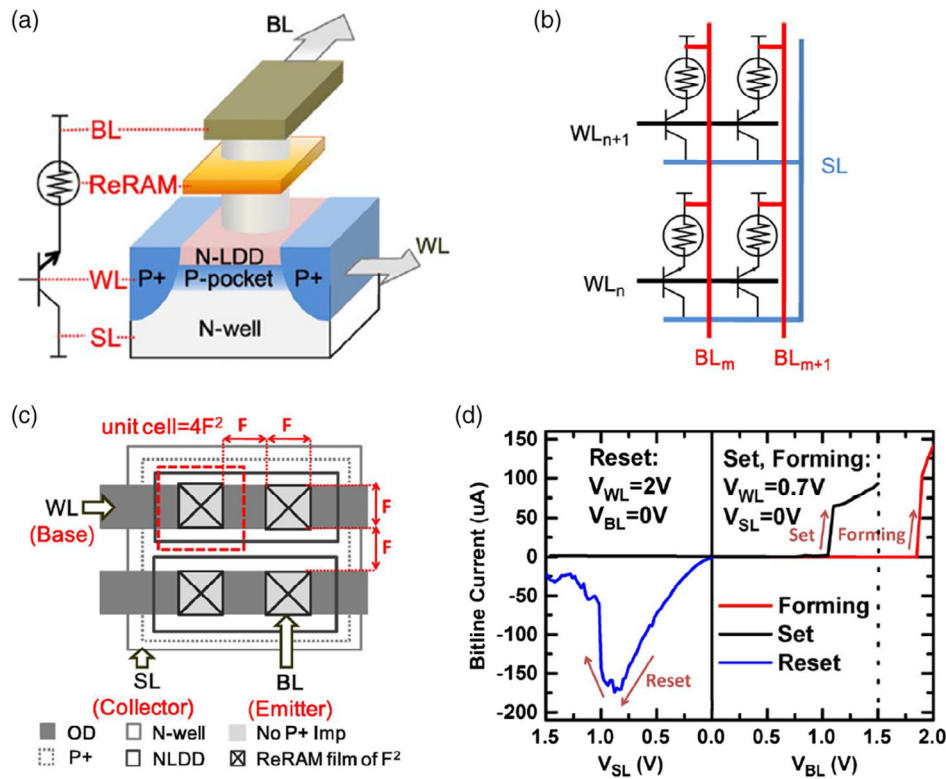 (a)
BL
BL
ReRAM
WL
SL
N-LDD
P+
P-pocket
P+
N-well
WL
(b)
WLn+1
SL
WLn
BLm
BLm+1
(c)
unit cell=4F²
F
F
WL
(Base)
F
F
SL
(Collector)
BL
(Emitter)
OD
N-well
No P+ Imp
P+
NLDD
ReRAM film of F²
(d)
Bitline Current (uA)
150
100
50
0
-50
-100
-150
-200
Reset:
VWL=2V
VBL=0V
Set, Forming:
VWL=0.7V
VSL=0V
Set
Forming
Reset
Forming
Set
Reset
1.5 1.0 0.5 0.0 0.5 1.0 1.5 2.0
VSL (V)
VBL (V)